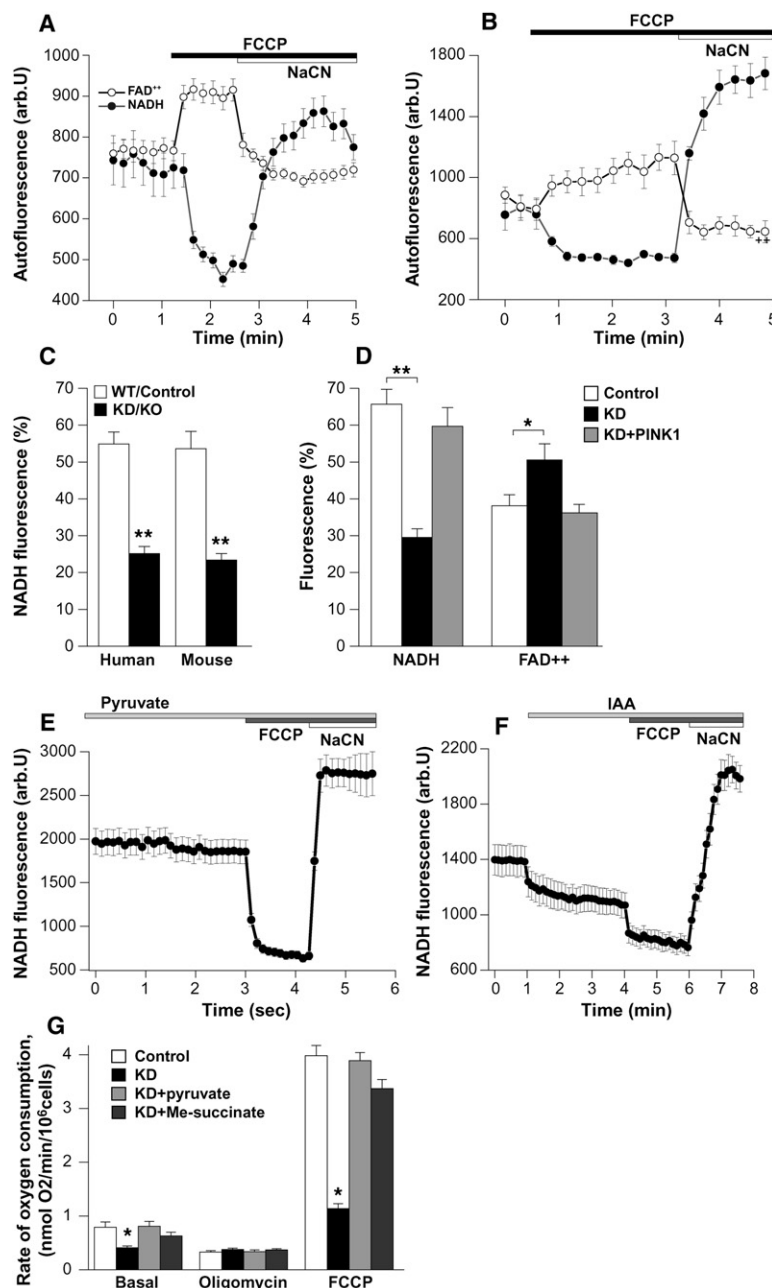 A
FCCP
NaCN
Autofluorescence (arb.U)
1000
900
800
700
600
500
400
FAD++
NADH
0 1 2 3 4 5
Time (min)
B
FCCP
NaCN
Autofluorescence (arb.U)
1800
1400
1000
600
200
++
0 1 2 3 4 5
Time (min)
C
WT/Control
KD/KO
NADH fluorescence (%)
70
60
50
40
30
20
10
0
**
**
Human Mouse
D
Control
KD
KD+PINK1
Fluorescence (%)
70
60
50
40
30
20
10
0
**
*
NADH FAD++
E
Pyruvate
FCCP
NaCN
NADH fluorescence (arb.U)
3000
2500
2000
1500
1000
500
0 1 2 3 4 5 6
Time (sec)
F
IAA
FCCP
NaCN
NADH fluorescence (arb.U)
2200
1800
1400
1000
600
0 1 2 3 4 5 6 7 8
Time (min)
G
Control
KD
KD+pyruvate
KD+Me-succinate
Rate of oxygen consumption,
(nmol O2/min/10⁶cells)
4
3
2
1
0
*
*
Basal Oligomycin FCCP